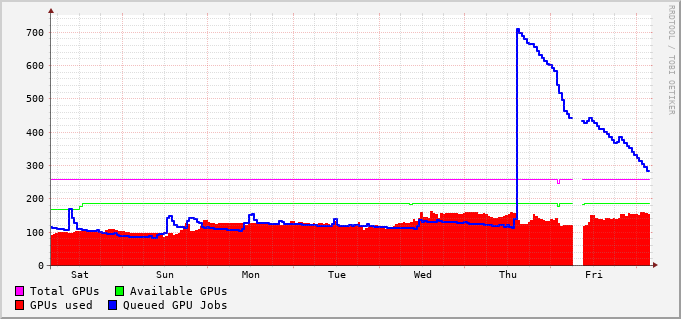 700
600
500
400
300
200
100
0
Sat Sun Mon Tue Wed Thu Fri
Total GPUs Available GPUs
GPUs used Queued GPU Jobs
RRDTOOL / TOBI OETIKER